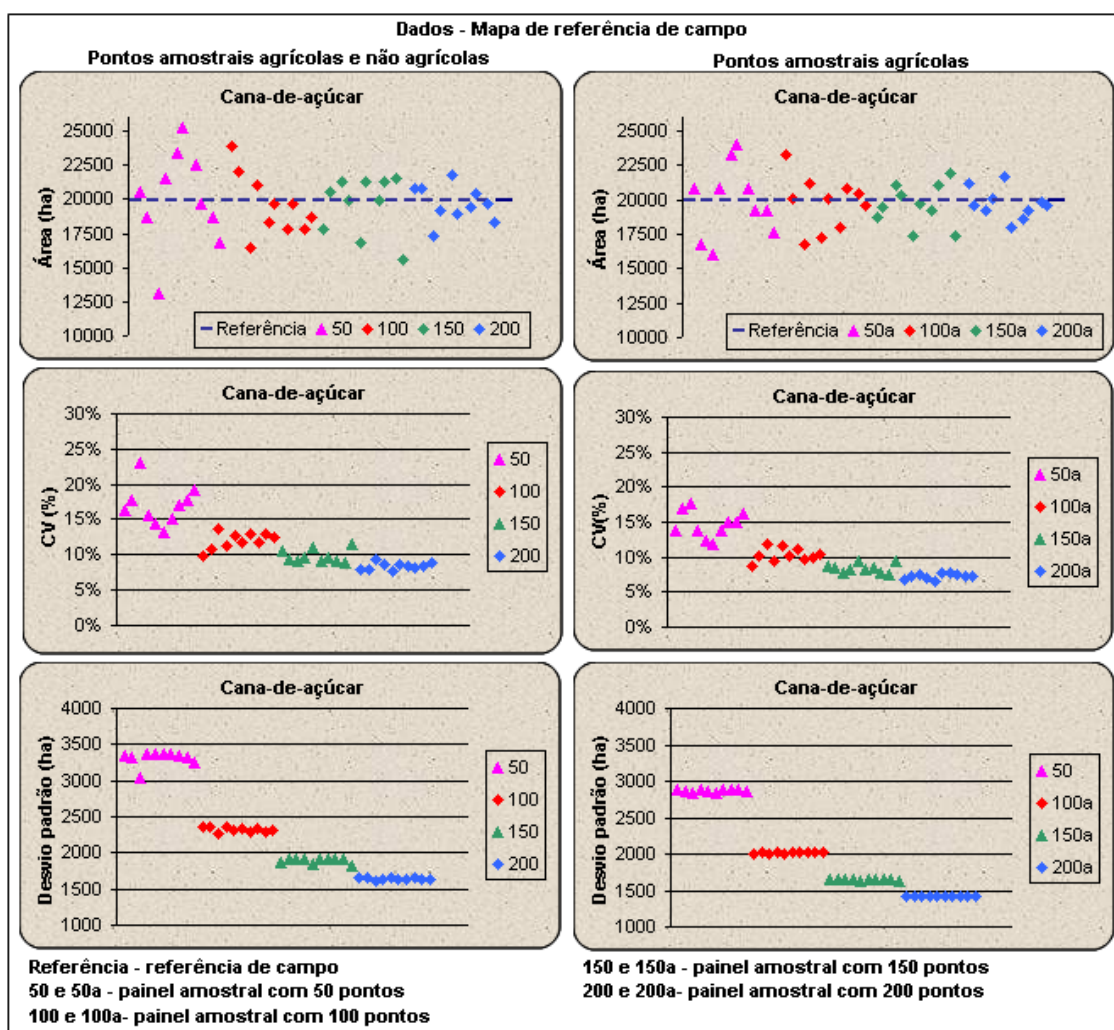 Dados - Mapa de referência de campo
Pontos amostrais agrícolas e não agrícolas
Cana-de-açúcar
Área (ha)
25000
22500
20000
17500
15000
12500
10000
Referência 50 100 150 200
Pontos amostrais agrícolas
Cana-de-açúcar
Área (ha)
25000
22500
20000
17500
15000
12500
10000
Referência 50a 100a 150a 200a
Cana-de-açúcar
CV (%)
30%
25%
20%
15%
10%
5%
0%
50
100
150
200
Cana-de-açúcar
CV(%)
30%
25%
20%
15%
10%
5%
0%
50a
100a
150a
200a
Cana-de-açúcar
Desvio padrão (ha)
4000
3500
3000
2500
2000
1500
1000
50
100
150
200
Cana-de-açúcar
Desvio padrão (ha)
4000
3500
3000
2500
2000
1500
1000
50
100a
150a
200a
Referência - referência de campo
50 e 50a - painel amostral com 50 pontos
100 e 100a- painel amostral com 100 pontos
150 e 150a - painel amostral com 150 pontos
200 e 200a- painel amostral com 200 pontos